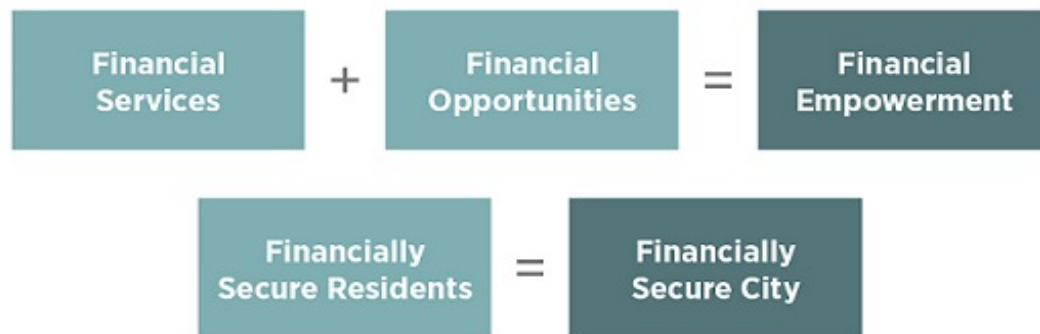 Financial
Services
+
Financial
Opportunities
=
Financial
Empowerment
Financially
Secure Residents
=
Financially
Secure City